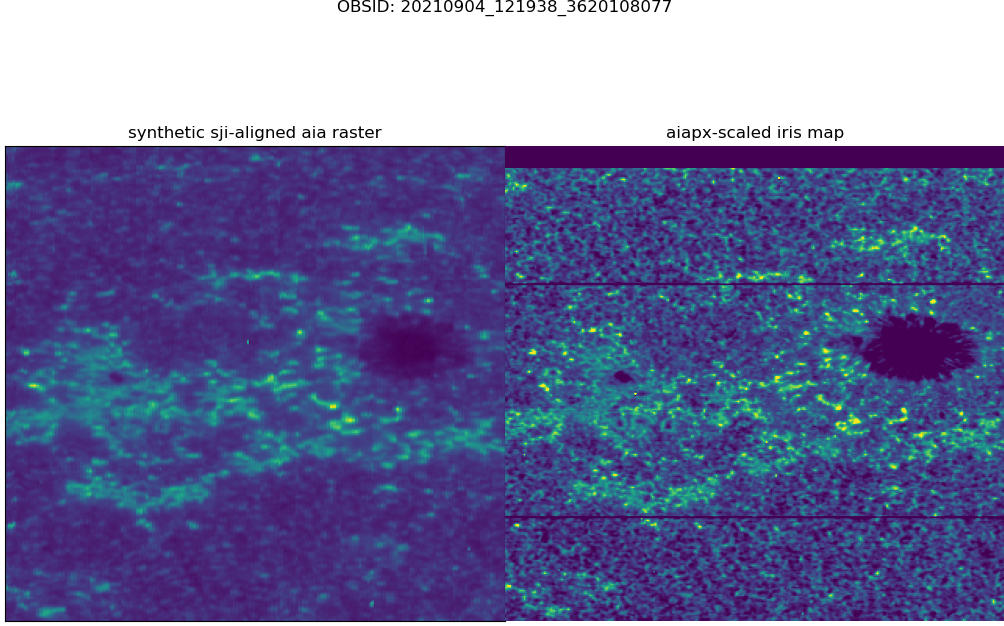 OBSID: 20210904_121938_3620108077
synthetic sji-aligned aia raster
aiapx-scaled iris map